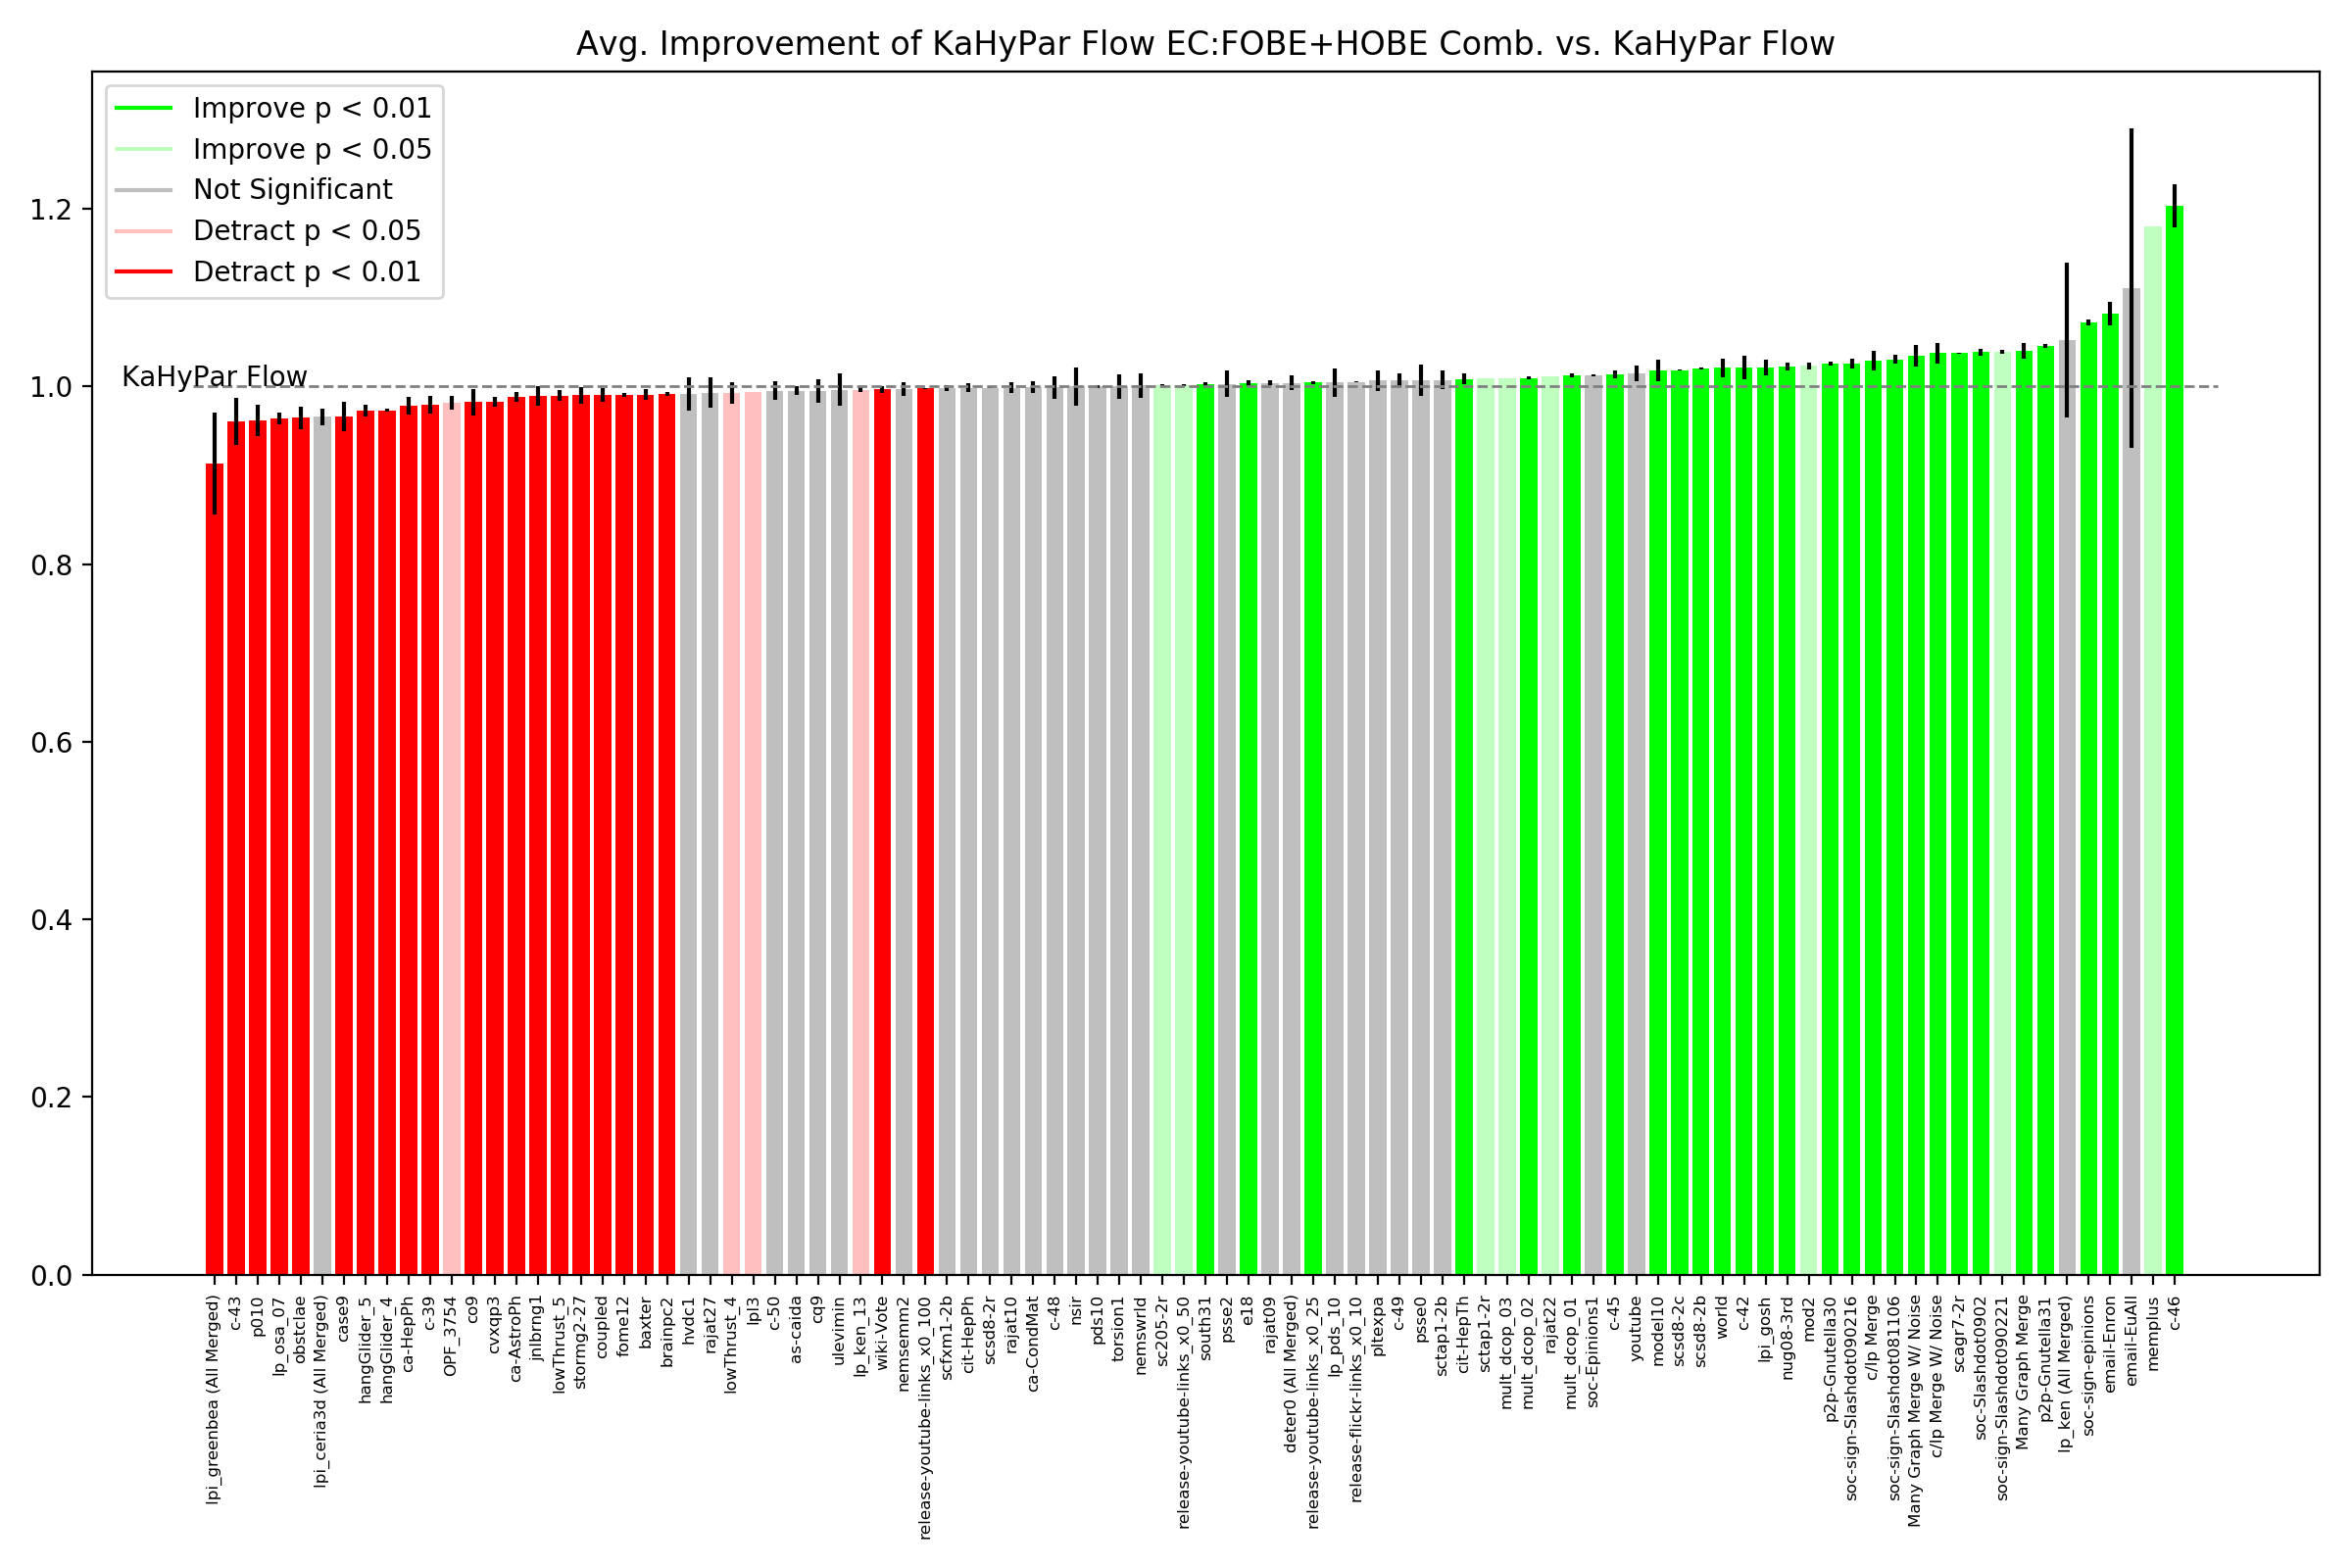 Avg. Improvement of KaHyPar Flow EC:FOBE+HOBE Comb. vs. KaHyPar Flow
Improve p < 0.01
Improve p < 0.05
Not Significant
Detract p < 0.05
Detract p < 0.01
KaHyPar Flow
1.2
1.0
0.8
0.6
0.4
0.2
0.0
lpi_greenbea (All Merged)
c-43
p010
lp_osa_07
obstclae
lpi_ceria3d (All Merged)
case9
hangGlider_5
hangGlider_4
ca-HepPh
c-39
OPF_3754
co9
cvxqp3
ca-AstroPh
jnlbrng1
lowThrust_5
stormg2-27
coupled
fome12
baxter
brainpc2
hvdc1
rajat27
lowThrust_4
lpl3
c-50
as-caida
cq9
ulevimin
lp_ken_13
wiki-Vote
nemsemm2
release-youtube-links_x0_100
scfxm1-2b
cit-HepPh
scsd8-2r
rajat10
ca-CondMat
c-48
nsir
pds10
torsion1
nemswrld
sc205-2r
release-youtube-links_x0_50
south31
psse2
e18
rajat09
deter0 (All Merged)
release-youtube-links_x0_25
lp_pds_10
release-flickr-links_x0_10
pltexpa
c-49
psse0
sctap1-2b
cit-HepTh
sctap1-2r
mult_dcop_03
mult_dcop_02
rajat22
mult_dcop_01
soc-Epinions1
c-45
youtube
model10
scsd8-2c
scsd8-2b
world
c-42
lpi_gosh
nug08-3rd
mod2
p2p-Gnutella30
soc-sign-Slashdot090216
c/lp Merge
soc-sign-Slashdot081106
Many Graph Merge W/ Noise
c/lp Merge W/ Noise
scagr7-2r
soc-Slashdot0902
soc-sign-Slashdot090221
Many Graph Merge
p2p-Gnutella31
lp_ken (All Merged)
soc-sign-epinions
email-Enron
email-EuAll
memplus
c-46